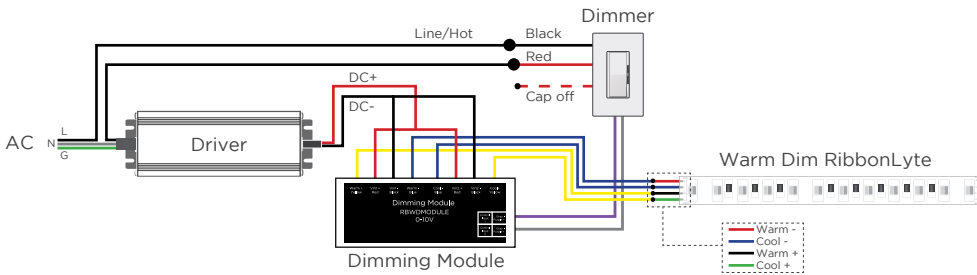 Dimmer
Line/Hot
Black
Red
DC+
Cap off
DC-
AC
L
N
G
Driver
Warm Dim RibbonLyte
Dimming Module
RBWDMODULE
0-10V
Warm -
Cool -
Warm +
Cool +
Dimming Module